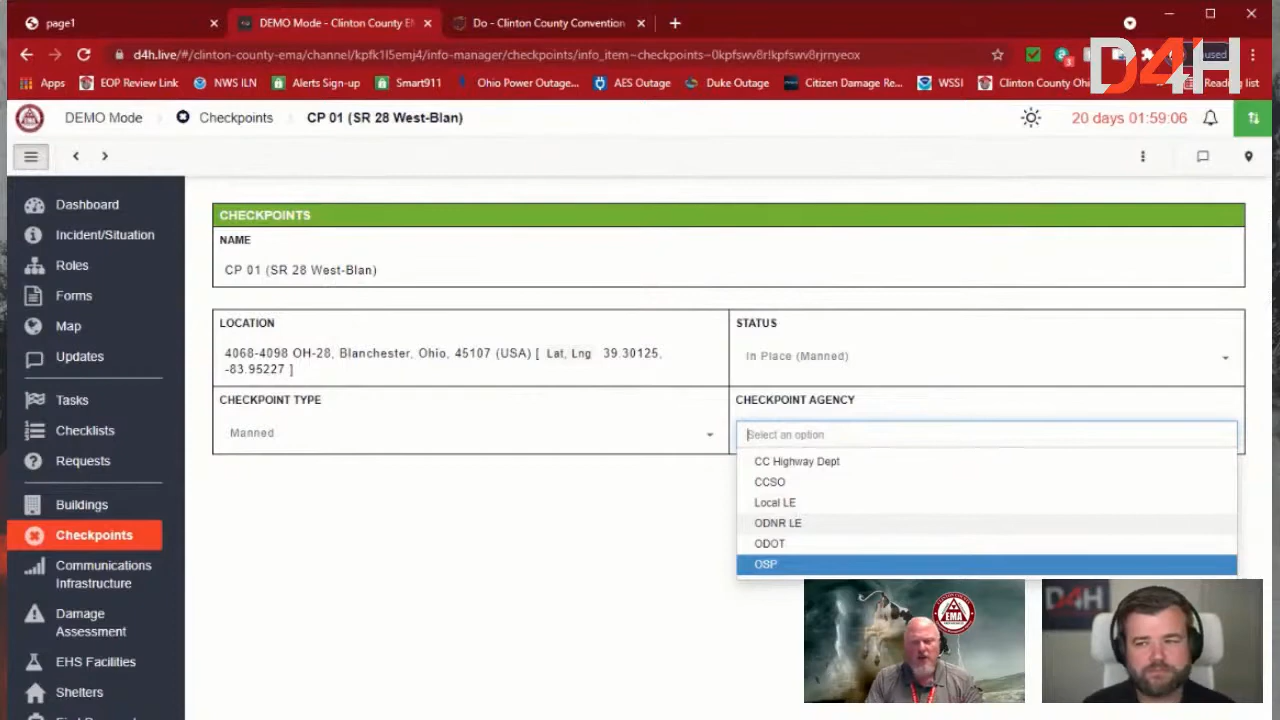 page1
DEMO Mode - Clinton County E
Do - Clinton County Convention
d4h.live/#/clinton-county-ema/channel/kpfk1l5emj4/info-manager/checkpoints/info_item~checkpoints~0kpfswv8r!kpfswv8rjrnyeox
D4H
Apps
EOP Review Link
NWS ILN
Alerts Sign-up
Smart911
Ohio Power Outage...
AES Outage
Duke Outage
Citizen Damage Re...
WSSI
Clinton County Ohi
Reading list
DEMO Mode
Checkpoints
CP 01 (SR 28 West-Blan)
20 days 01:59:06
Dashboard
Incident/Situation
Roles
Forms
Map
Updates
Tasks
Checklists
Requests
Buildings
Checkpoints
Communications
Infrastructure
Damage
Assessment
EHS Facilities
Shelters
CHECKPOINTS
NAME
CP 01 (SR 28 West-Blan)
LOCATION
4068-4098 OH-28, Blanchester, Ohio, 45107 (USA) [ Lat, Lng 39.30125,
-83.95227 ]
STATUS
In Place (Manned)
CHECKPOINT TYPE
Manned
CHECKPOINT AGENCY
Select an option
CC Highway Dept
CCSO
Local LE
ODNR LE
ODOT
OSP
EMA
D4H